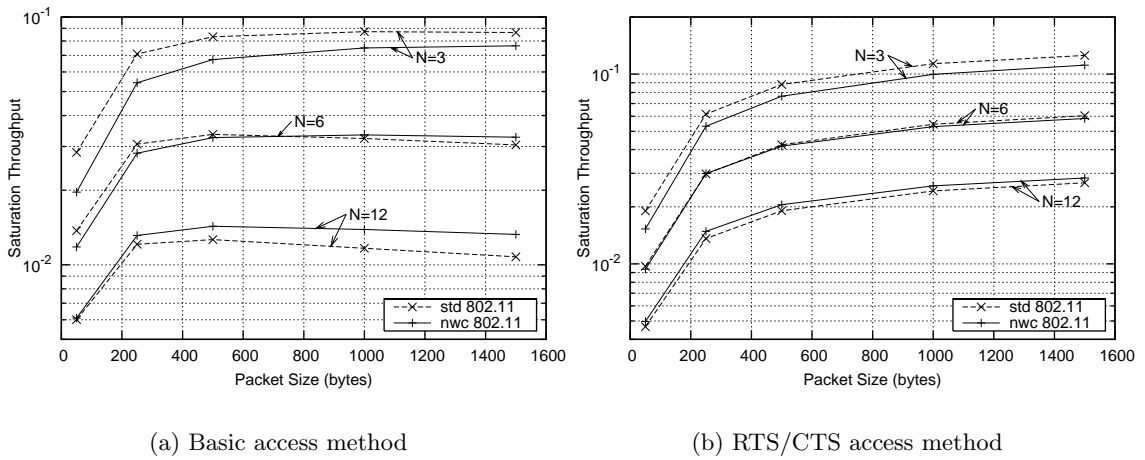 10^-1
10^-2
Saturation Throughput
N=3
N=6
N=12
std 802.11
nwc 802.11
0 200 400 600 800 1000 1200 1400 1600
Packet Size (bytes)
(a) Basic access method
10^-1
10^-2
Saturation Throughput
N=3
N=6
N=12
std 802.11
nwc 802.11
0 200 400 600 800 1000 1200 1400 1600
Packet Size (bytes)
(b) RTS/CTS access method